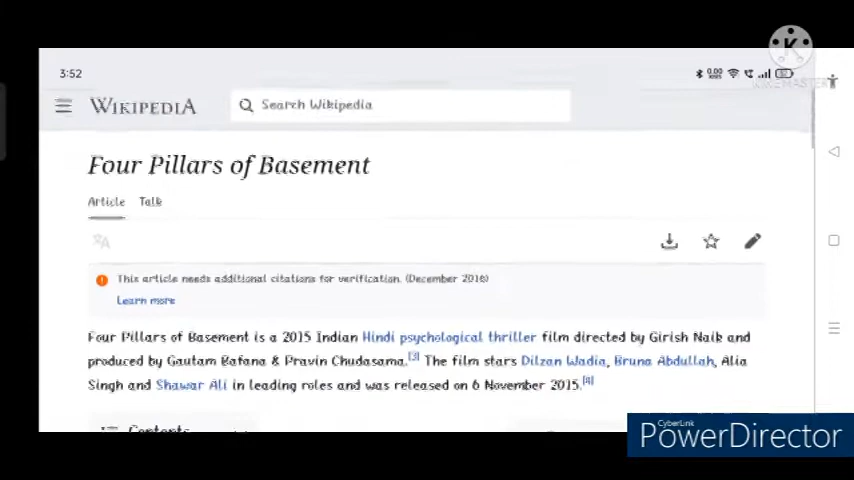 3:52
0.00
WIKIPEDIA
Search Wikipedia
Four Pillars of Basement
Article Talk
This article needs additional citations for verification. (December 2016)
Learn more
Four Pillars of Basement is a 2015 Indian Hindi psychological thriller film directed by Girish Naik and
produced by Gautam Bafana & Pravin Chudasama.[3] The film stars Dilzan Wadia, Bruna Abdullah, Alia
Singh and Shawar Ali in leading roles and was released on 6 November 2015.[4]
Contents
CyberLink
PowerDirector